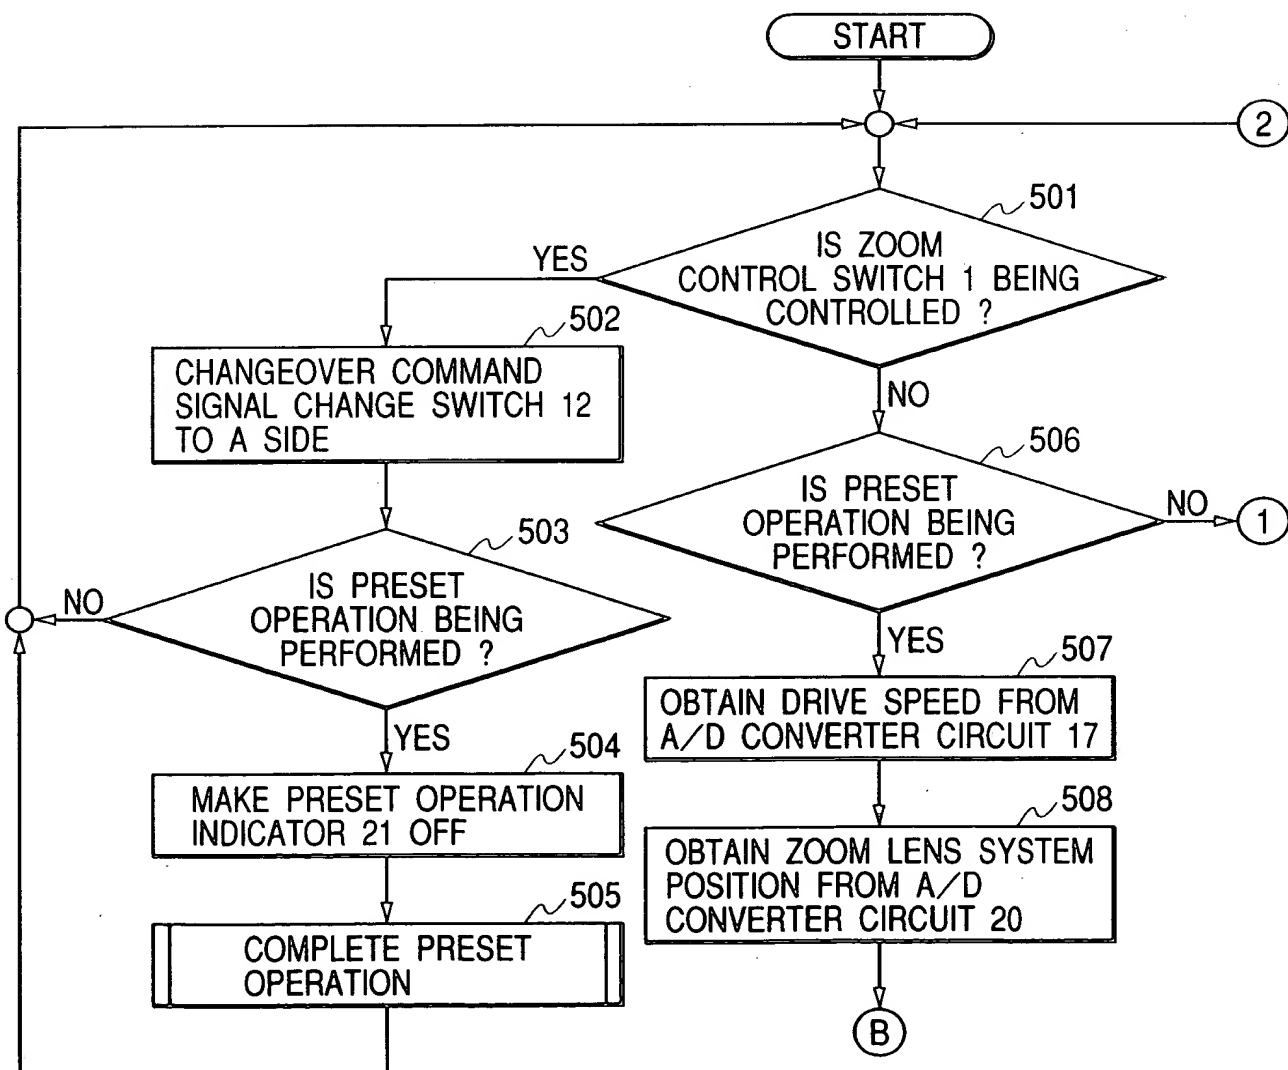 START
2
501
IS ZOOM
CONTROL SWITCH 1 BEING
CONTROLLED ?
YES
NO
502
CHANGEOVER COMMAND
SIGNAL CHANGE SWITCH 12
TO A SIDE
503
IS PRESET
OPERATION BEING
PERFORMED ?
NO
YES
504
MAKE PRESET OPERATION
INDICATOR 21 OFF
505
COMPLETE PRESET
OPERATION
506
IS PRESET
OPERATION BEING
PERFORMED ?
NO
1
YES
507
OBTAIN DRIVE SPEED FROM
A/D CONVERTER CIRCUIT 17
508
OBTAIN ZOOM LENS SYSTEM
POSITION FROM A/D
CONVERTER CIRCUIT 20
B